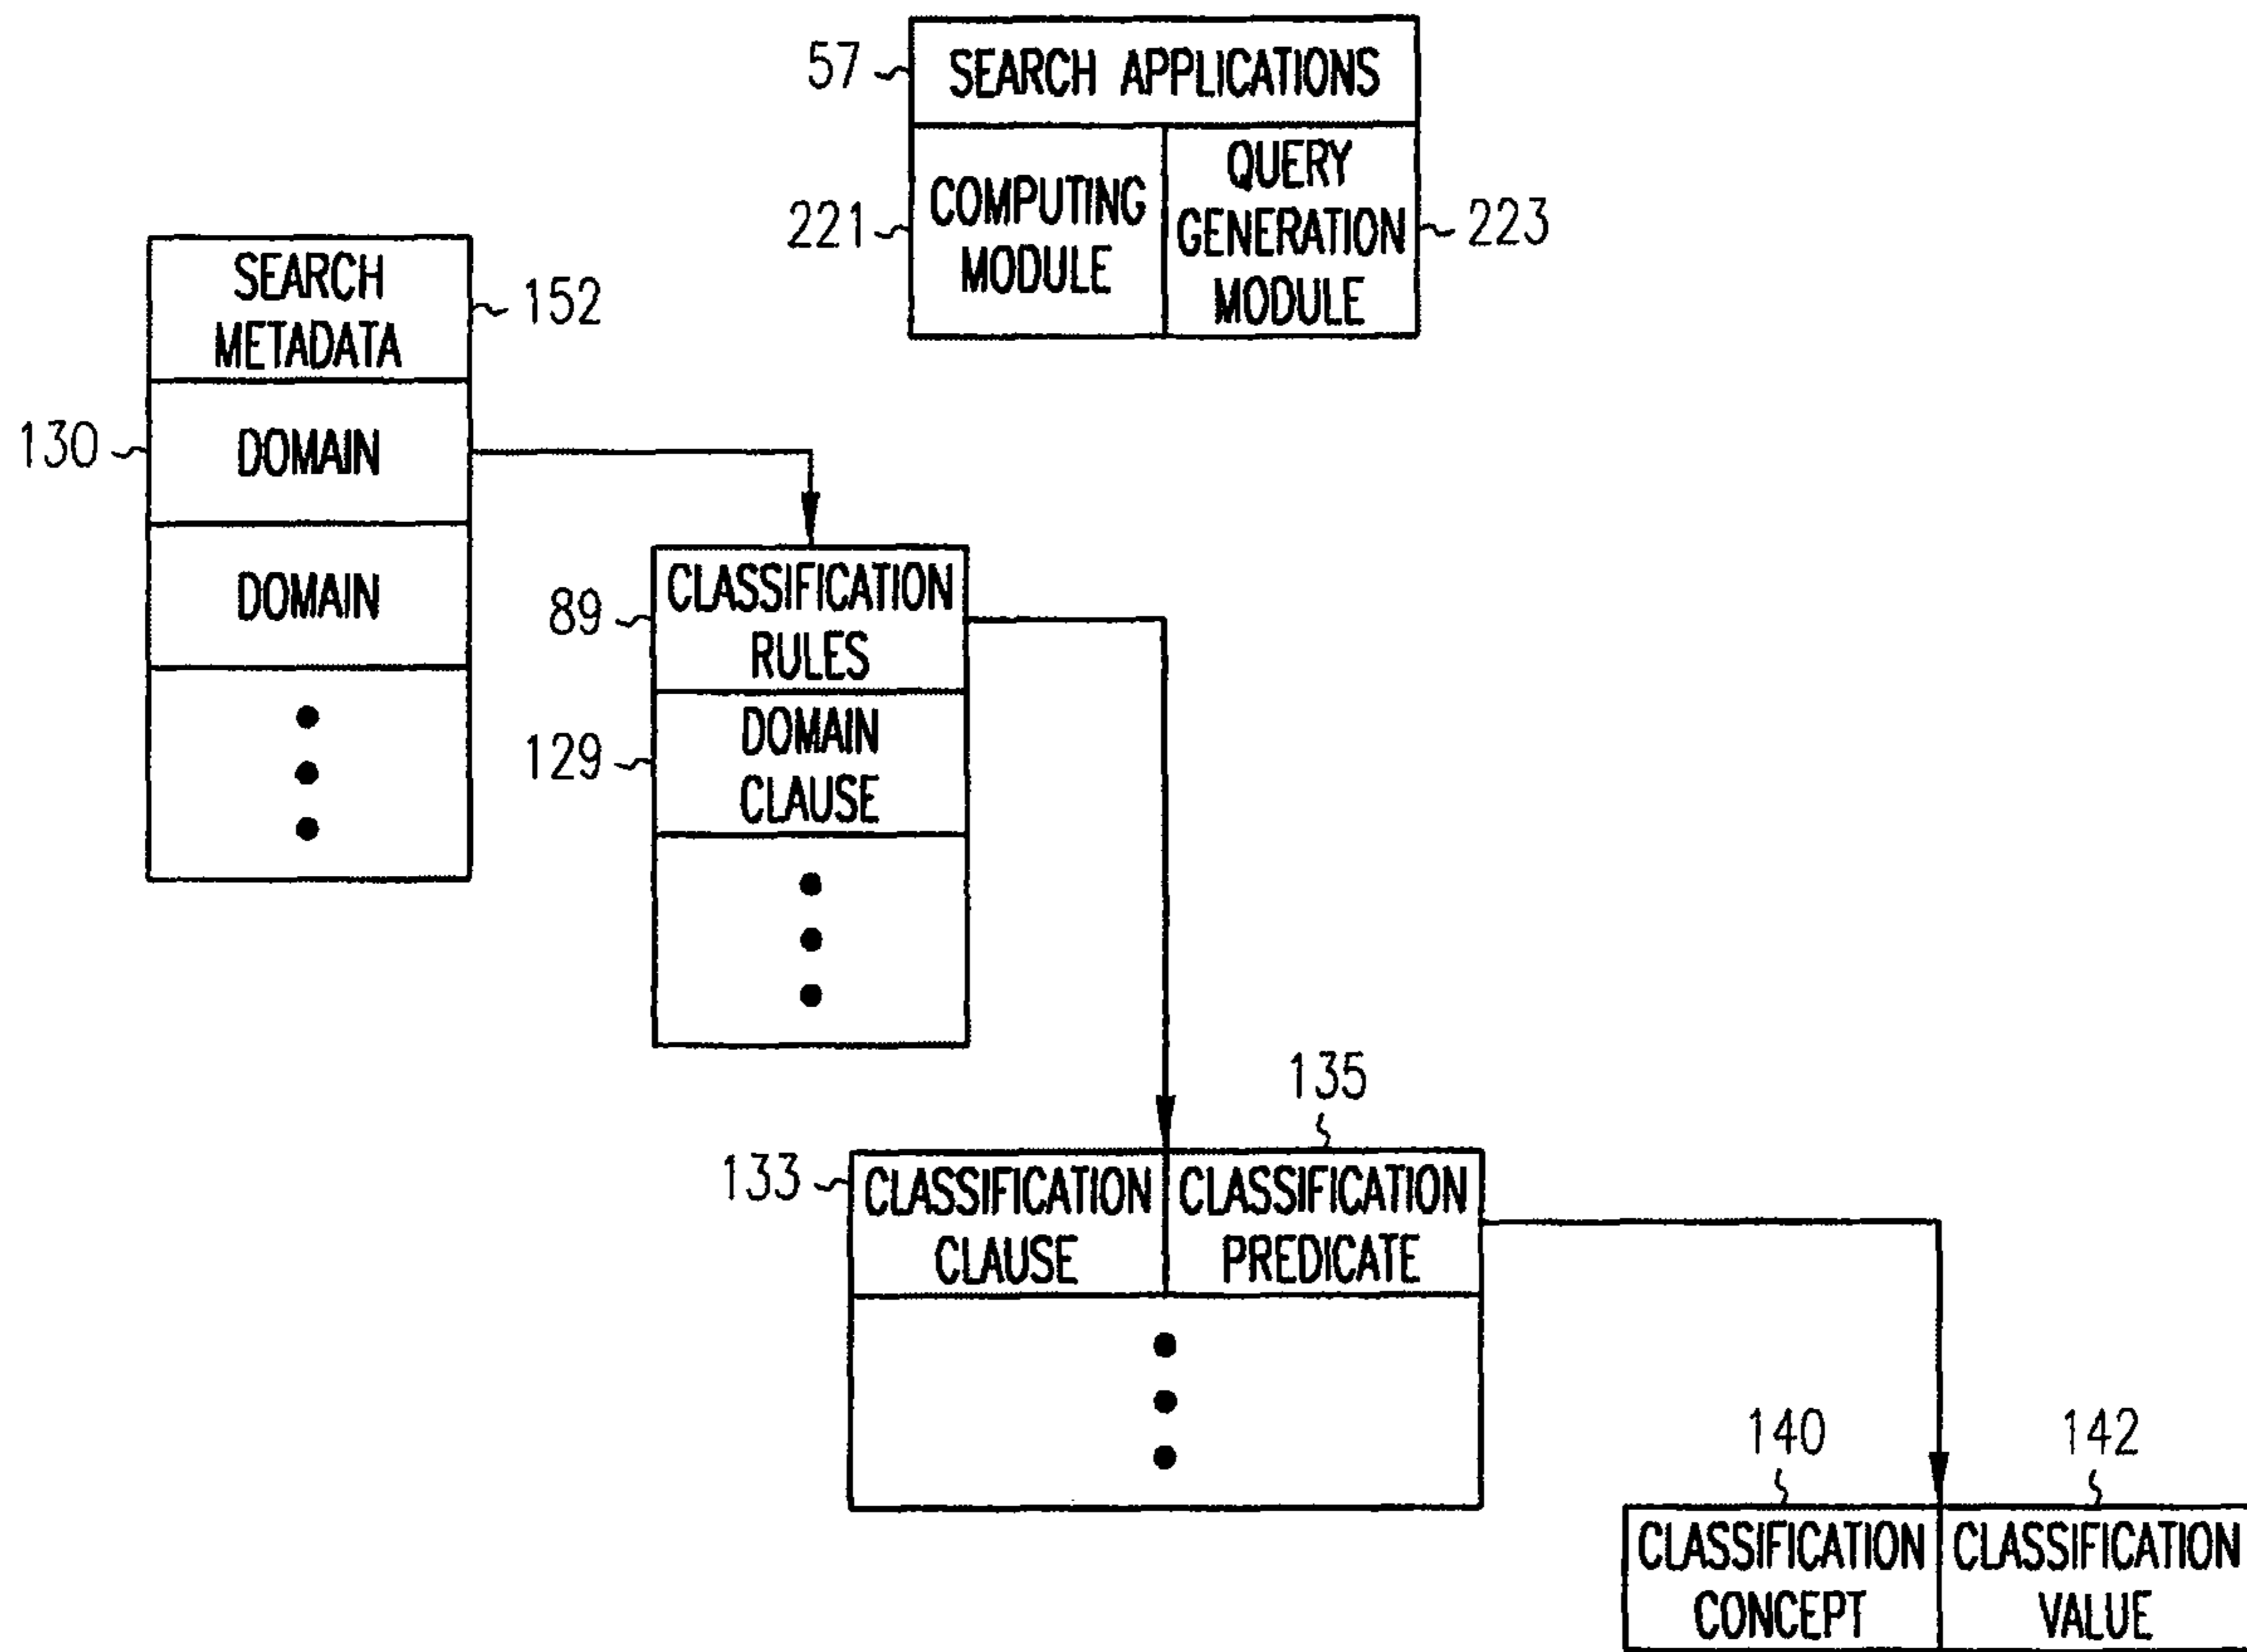 57
SEARCH APPLICATIONS
221
COMPUTING
MODULE
QUERY
GENERATION
MODULE
223
SEARCH
METADATA
152
130
DOMAIN
DOMAIN
89
CLASSIFICATION
RULES
129
DOMAIN
CLAUSE
133
CLASSIFICATION
CLAUSE
135
CLASSIFICATION
PREDICATE
140
CLASSIFICATION
CONCEPT
142
CLASSIFICATION
VALUE